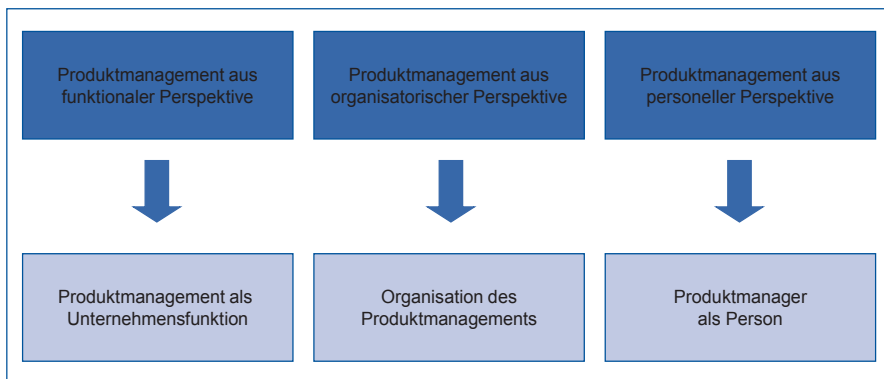 Produktmanagement aus
funktionaler Perspektive
Produktmanagement aus
organisatorischer Perspektive
Produktmanagement aus
personeller Perspektive
Produktmanagement als
Unternehmensfunktion
Organisation des
Produktmanagements
Produktmanager
als Person